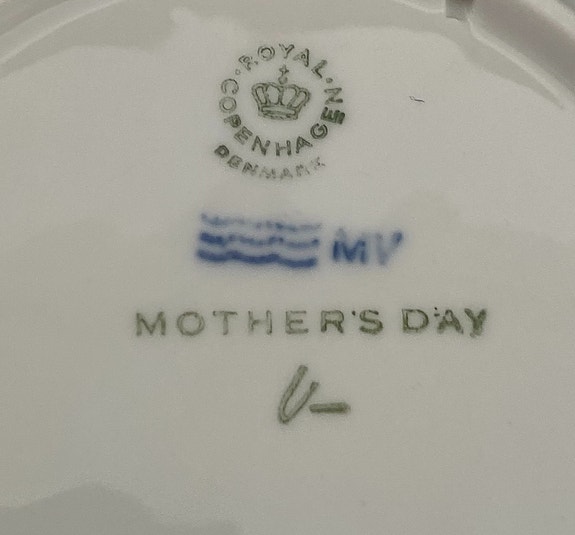 ROYAL COPENHAGEN
DENMARK
MV
MOTHER'S DAY